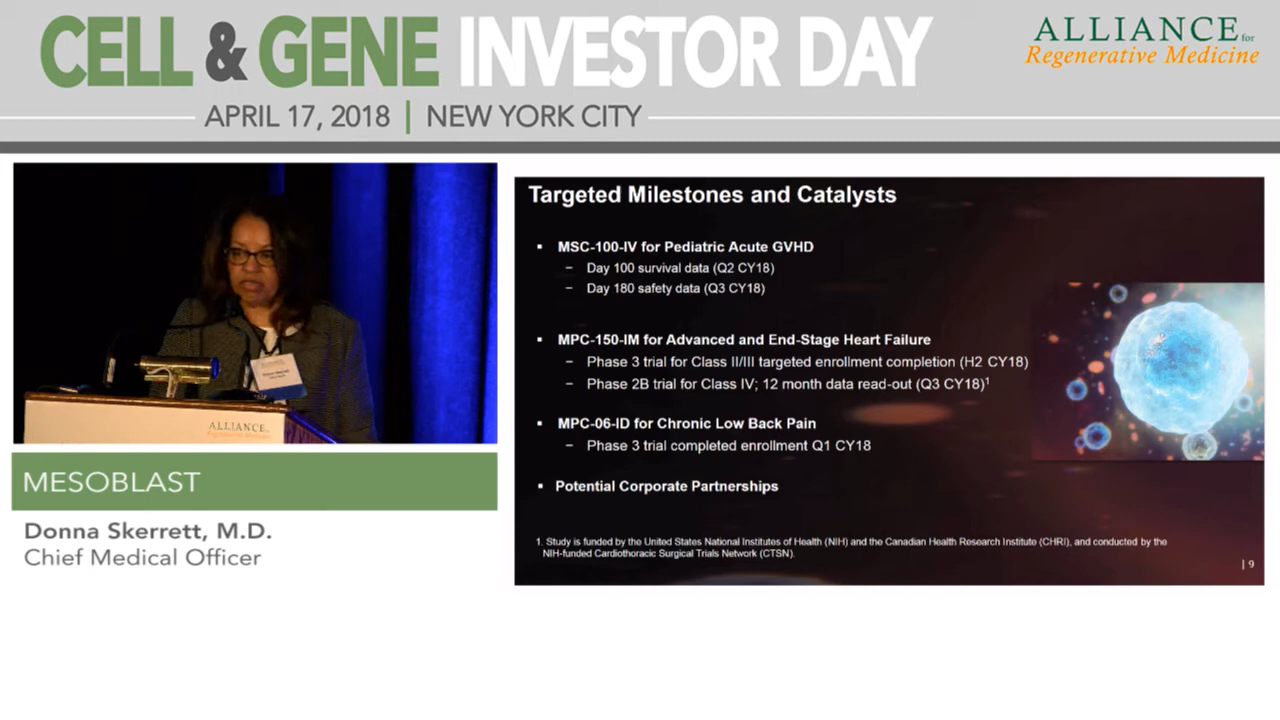 CELL & GENE INVESTOR DAY
APRIL 17, 2018 | NEW YORK CITY
ALLIANCE for
Regenerative Medicine
ALLIANCE
MESOBLAST
Donna Skerrett, M.D.
Chief Medical Officer
Targeted Milestones and Catalysts
▪ MSC-100-IV for Pediatric Acute GVHD
− Day 100 survival data (Q2 CY18)
− Day 180 safety data (Q3 CY18)
▪ MPC-150-IM for Advanced and End-Stage Heart Failure
− Phase 3 trial for Class II/III targeted enrollment completion (H2 CY18)
− Phase 2B trial for Class IV; 12 month data read-out (Q3 CY18)¹
▪ MPC-06-ID for Chronic Low Back Pain
− Phase 3 trial completed enrollment Q1 CY18
▪ Potential Corporate Partnerships
1. Study is funded by the United States National Institutes of Health (NIH) and the Canadian Health Research Institute (CHRI), and conducted by the
NIH-funded Cardiothoracic Surgical Trials Network (CTSN).
| 9